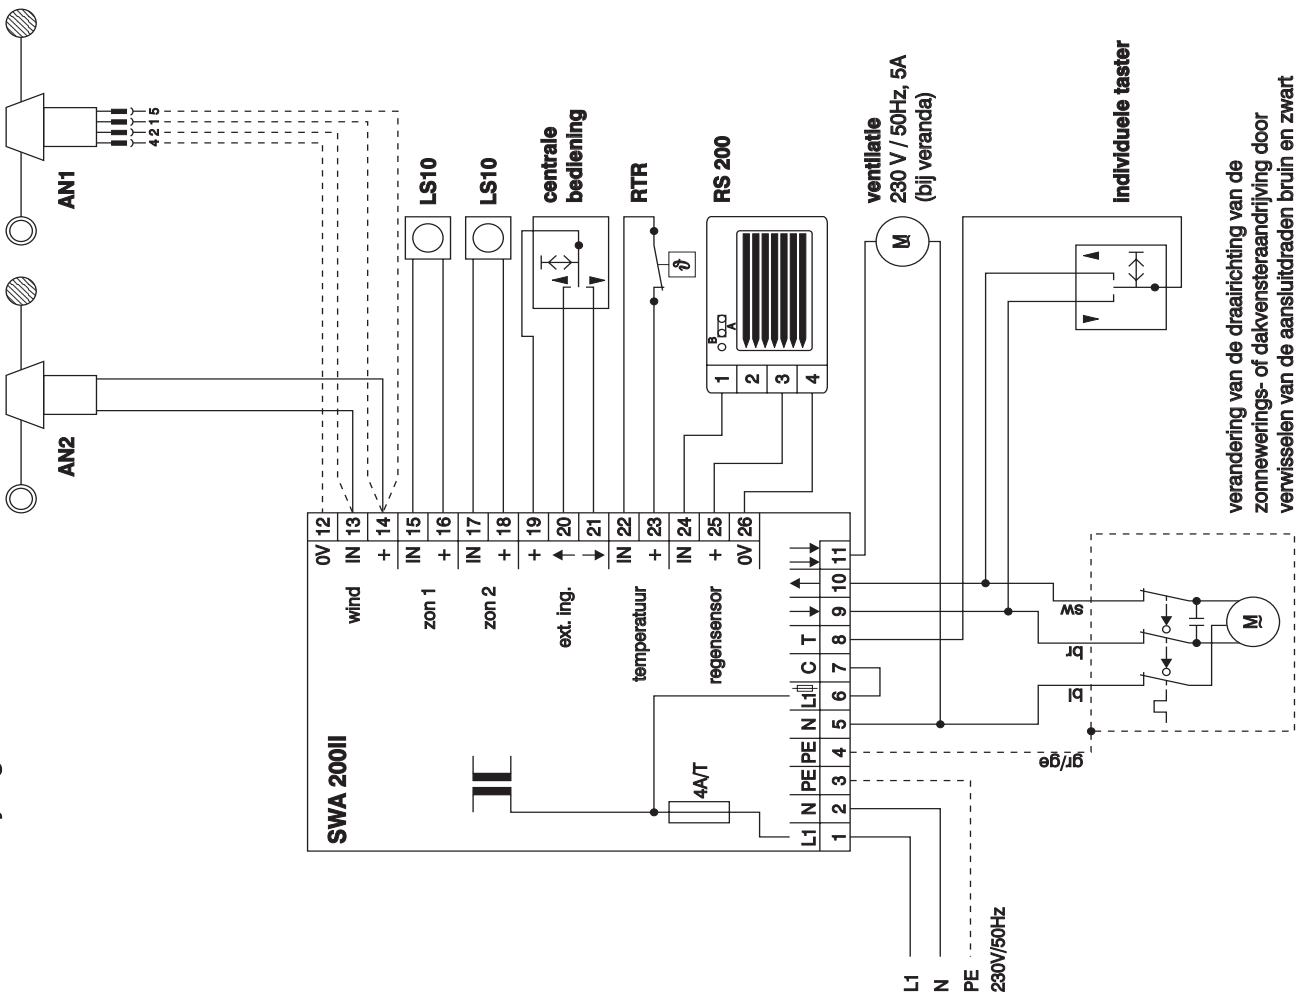 AN1
4 2 1 5
AN2
LS10
LS10
centrale
bediening
RTR
ϑ
RS 200
B
A
1
2
3
4
ventilatie
230 V / 50Hz, 5A
(bij veranda)
M
individuele taster
verandering van de draairichting van de
zonnewerings- of dakvensteraandrijving door
verwisselen van de aansluitdraden bruin en zwart
SWA 200II
12 0V
13 IN
14 +
wind
15 IN
16 +
zon 1
17 IN
18 +
zon 2
19 +
20
21
ext. ing.
22 IN
23 +
temperatuur
24 IN
25 +
26 0V
regensensor
11
10
9
8 T
7 C
6 L1
5 N
4 PE
3 PE
2 N
1 L1
4A/T
sw
br
bl
gr/ge
M
L1
N
PE
230V/50Hz